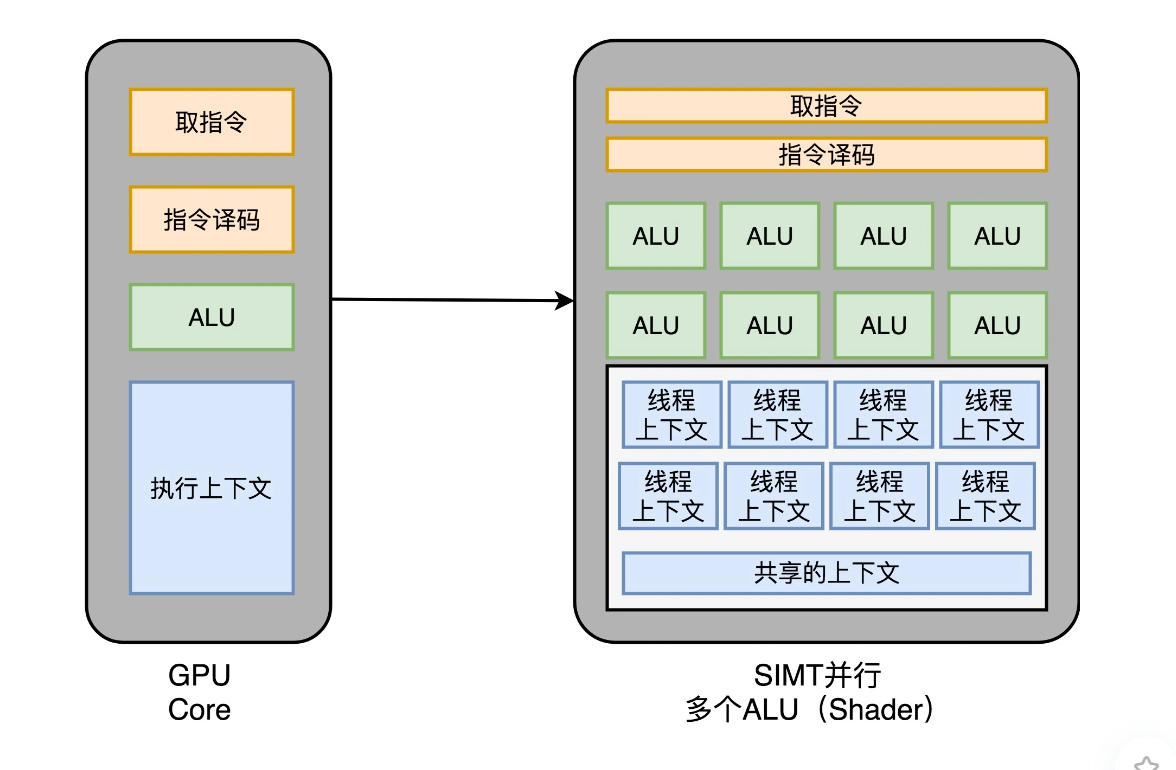 取指令
指令译码
ALU
执行上下文
GPU
Core
取指令
指令译码
ALU ALU ALU ALU
ALU ALU ALU ALU
线程 线程 线程 线程
上下文 上下文 上下文 上下文
线程 线程 线程 线程
上下文 上下文 上下文 上下文
共享的上下文
SIMT并行
多个ALU（Shader）